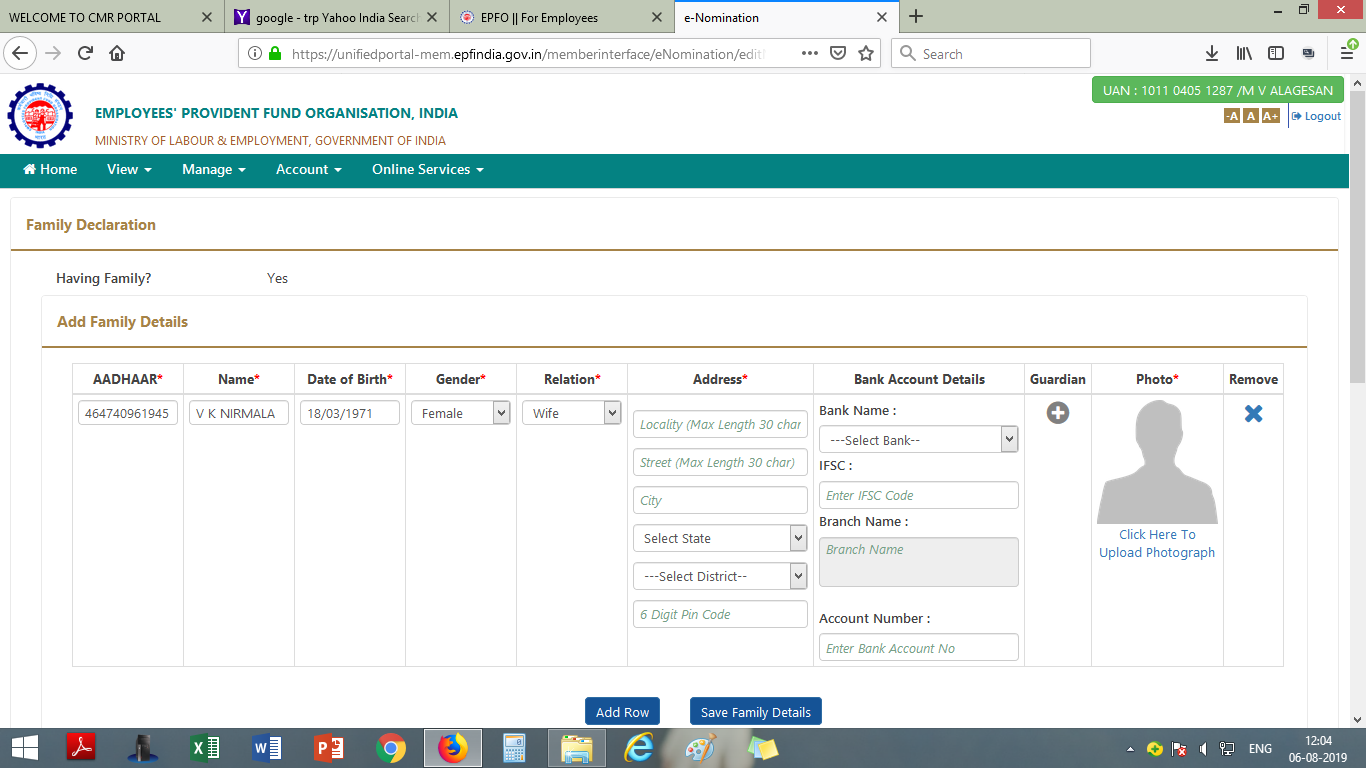 WELCOME TO CMR PORTAL
google - trp Yahoo India Search
EPFO || For Employees
e-Nomination
https://unifiedportal-mem.epfindia.gov.in/memberinterface/eNomination/edit
Search
UAN : 1011 0405 1287 /M V ALAGESAN
EMPLOYEES' PROVIDENT FUND ORGANISATION, INDIA
-A A A+ Logout
MINISTRY OF LABOUR & EMPLOYMENT, GOVERNMENT OF INDIA
Home View Manage Account Online Services
Family Declaration
Having Family? Yes
Add Family Details
AADHAAR* Name* Date of Birth* Gender* Relation* Address* Bank Account Details Guardian Photo* Remove
464740961945 V K NIRMALA 18/03/1971 Female Wife
Locality (Max Length 30 char
Street (Max Length 30 char)
City
Select State
---Select District--
6 Digit Pin Code
Bank Name :
---Select Bank--
IFSC :
Enter IFSC Code
Branch Name :
Branch Name
Account Number :
Enter Bank Account No
Click Here To
Upload Photograph
Add Row Save Family Details
ENG
12:04
06-08-2019